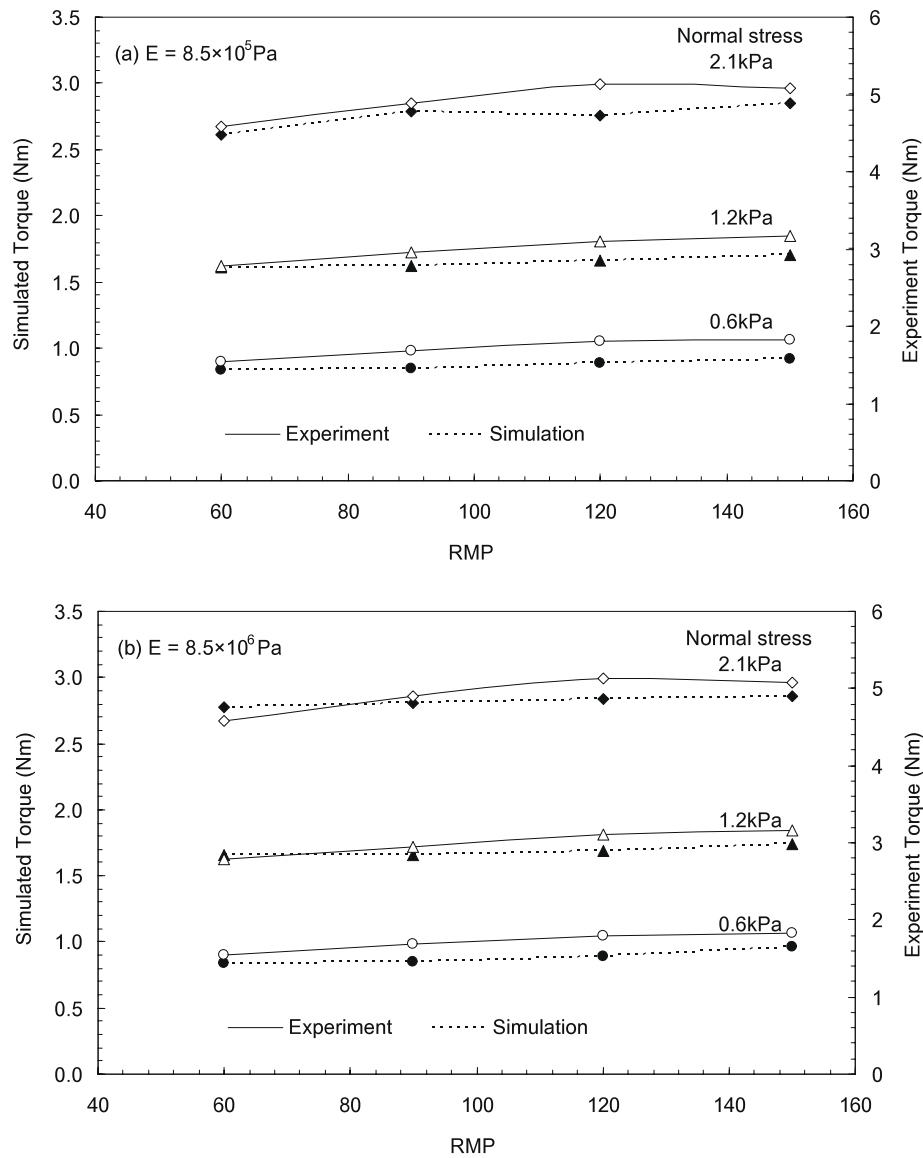 (a) E = 8.5×10⁵Pa
Normal stress
2.1kPa
1.2kPa
0.6kPa
Experiment
Simulation
Simulated Torque (Nm)
3.5
3.0
2.5
2.0
1.5
1.0
0.5
0.0
Experiment Torque (Nm)
6
5
4
3
2
1
0
40 60 80 100 120 140 160
RMP
(b) E = 8.5×10⁶Pa
Normal stress
2.1kPa
1.2kPa
0.6kPa
Experiment
Simulation
Simulated Torque (Nm)
3.5
3.0
2.5
2.0
1.5
1.0
0.5
0.0
Experiment Torque (Nm)
6
5
4
3
2
1
0
40 60 80 100 120 140 160
RMP